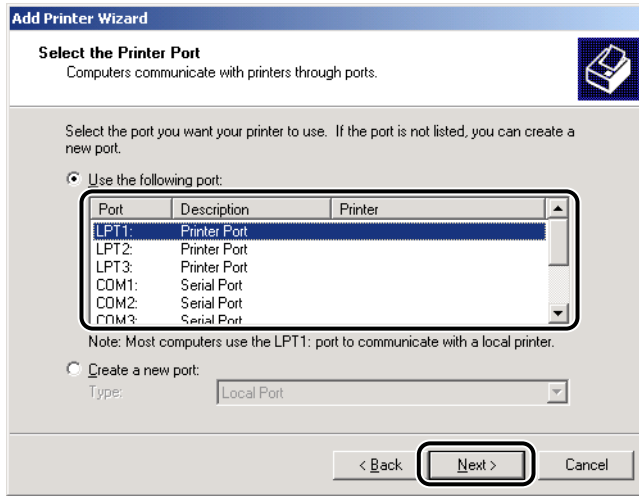 Add Printer Wizard
Select the Printer Port
Computers communicate with printers through ports.
Select the port you want your printer to use. If the port is not listed, you can create a
new port.
Use the following port:
Port Description Printer
LPT1: Printer Port
LPT2: Printer Port
LPT3: Printer Port
COM1: Serial Port
COM2: Serial Port
COM3: Serial Port
Note: Most computers use the LPT1: port to communicate with a local printer.
Create a new port:
Type: Local Port
< Back Next > Cancel